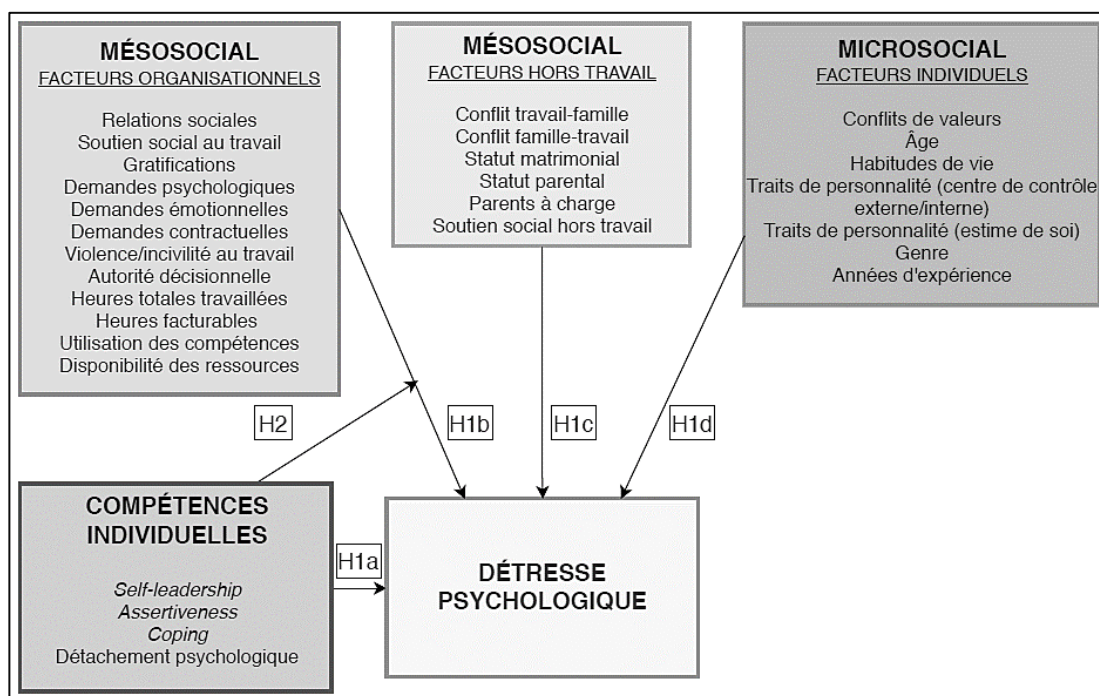 MÉSOSOCIAL
FACTEURS ORGANISATIONNELS
Relations sociales
Soutien social au travail
Gratifications
Demandes psychologiques
Demandes émotionnelles
Demandes contractuelles
Violence/incivilité au travail
Autorité décisionnelle
Heures totales travaillées
Heures facturables
Utilisation des compétences
Disponibilité des ressources
MÉSOSOCIAL
FACTEURS HORS TRAVAIL
Conflit travail-famille
Conflit famille-travail
Statut matrimonial
Statut parental
Parents à charge
Soutien social hors travail
MICROSOCIAL
FACTEURS INDIVIDUELS
Conflits de valeurs
Âge
Habitudes de vie
Traits de personnalité (centre de contrôle
externe/interne)
Traits de personnalité (estime de soi)
Genre
Années d'expérience
H2
H1b
H1c
H1d
COMPÉTENCES
INDIVIDUELLES
Self-leadership
Assertiveness
Coping
Détachement psychologique
H1a
DÉTRESSE
PSYCHOLOGIQUE